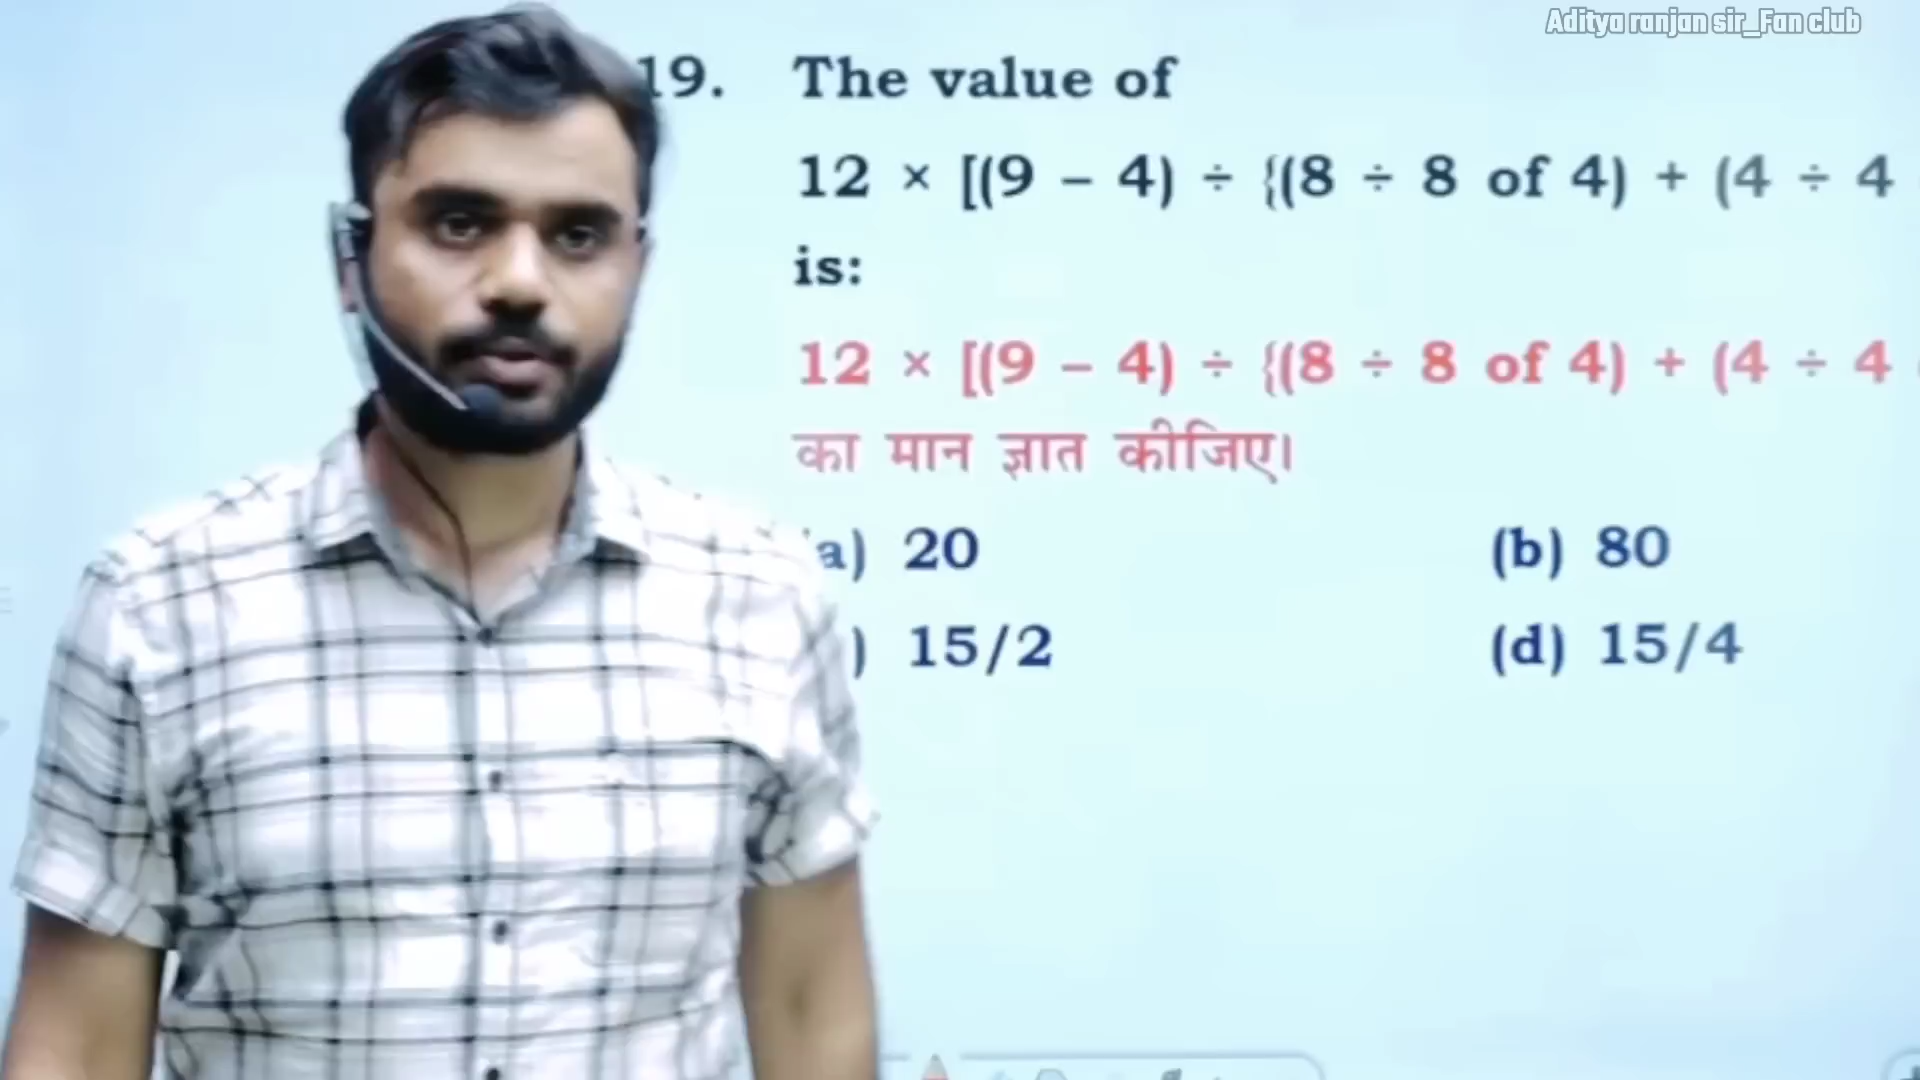 Aditya ranjan sir_Fan club
19. The value of
12 × [(9 – 4) ÷ {(8 ÷ 8 of 4) + (4 ÷ 4
is:
12 × [(9 – 4) ÷ {(8 ÷ 8 of 4) + (4 ÷ 4
का मान ज्ञात कीजिए।
a) 20 (b) 80
) 15/2 (d) 15/4